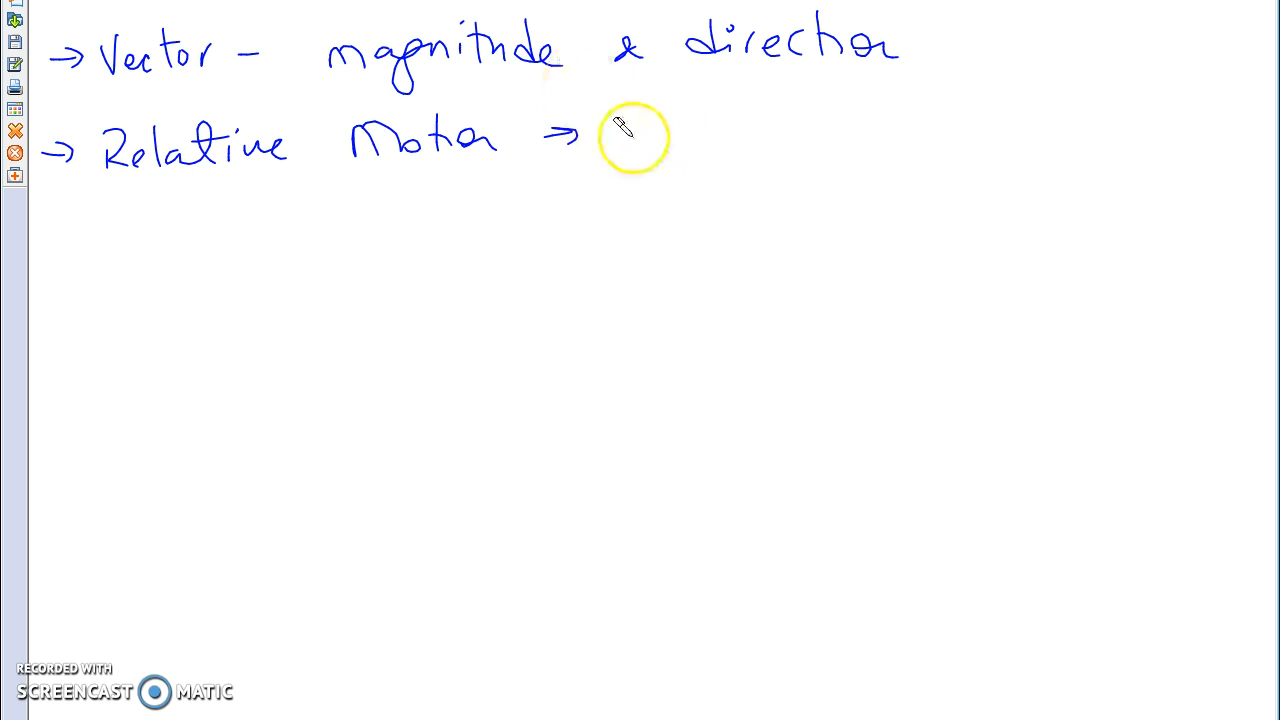 → Vector - magnitude & direction
→ Relative Motion ⇒
RECORDED WITH
SCREENCAST MATIC